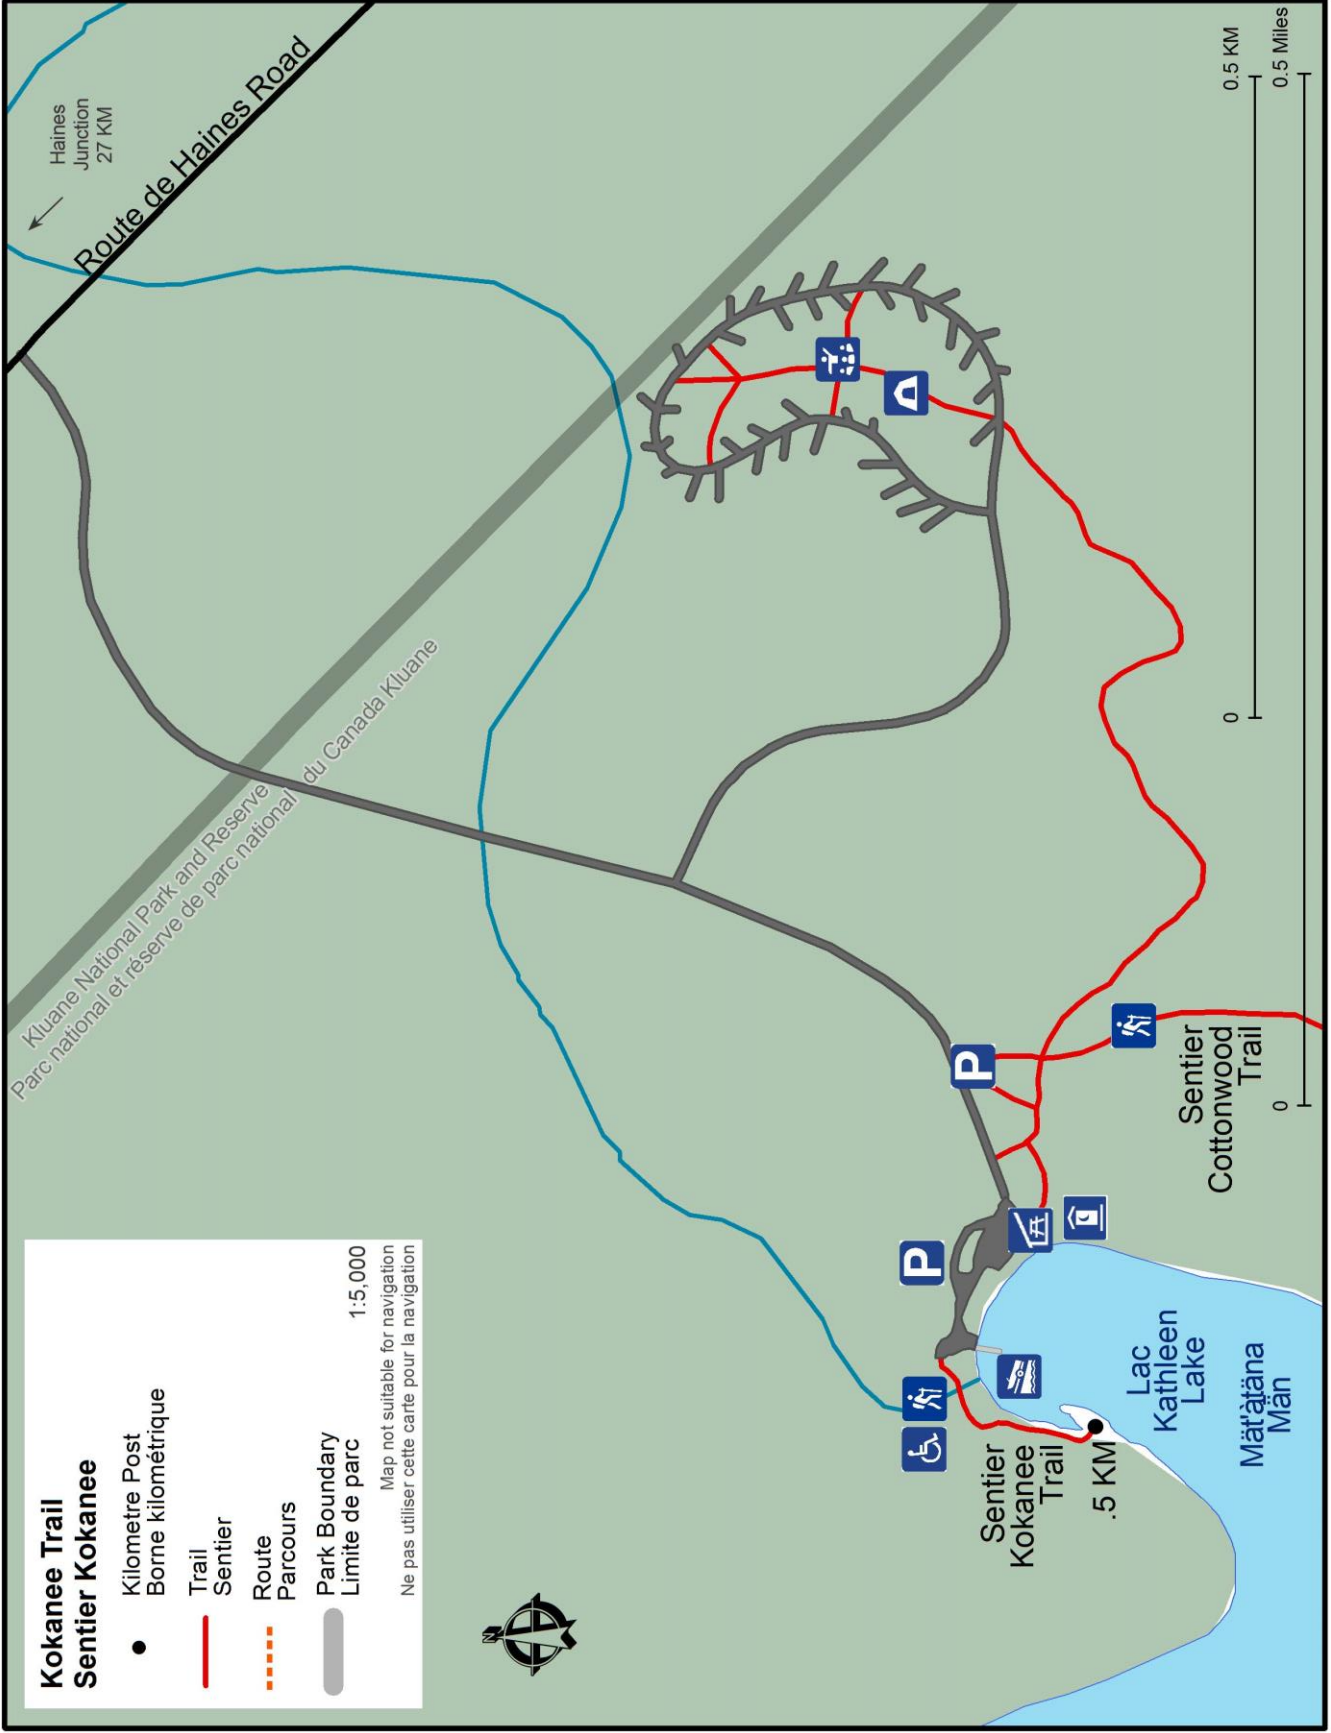 Kokanee Trail
Sentier Kokanee
Kilometre Post
Borne kilométrique
Trail
Sentier
Route
Parcours
Park Boundary
Limite de parc
1:5,000
Map not suitable for navigation
Ne pas utiliser cette carte pour la navigation
N
Kluane National Park and Reserve
Parc national et réserve de parc national du Canada Kluane
Haines
Junction
27 KM
Route de Haines Road
P
P
Sentier
Kokanee
Trail
.5 KM
Lac
Kathleen
Lake
Mät'àtäna
Män
Sentier
Cottonwood
Trail
0
0.5 KM
0
0.5 Miles